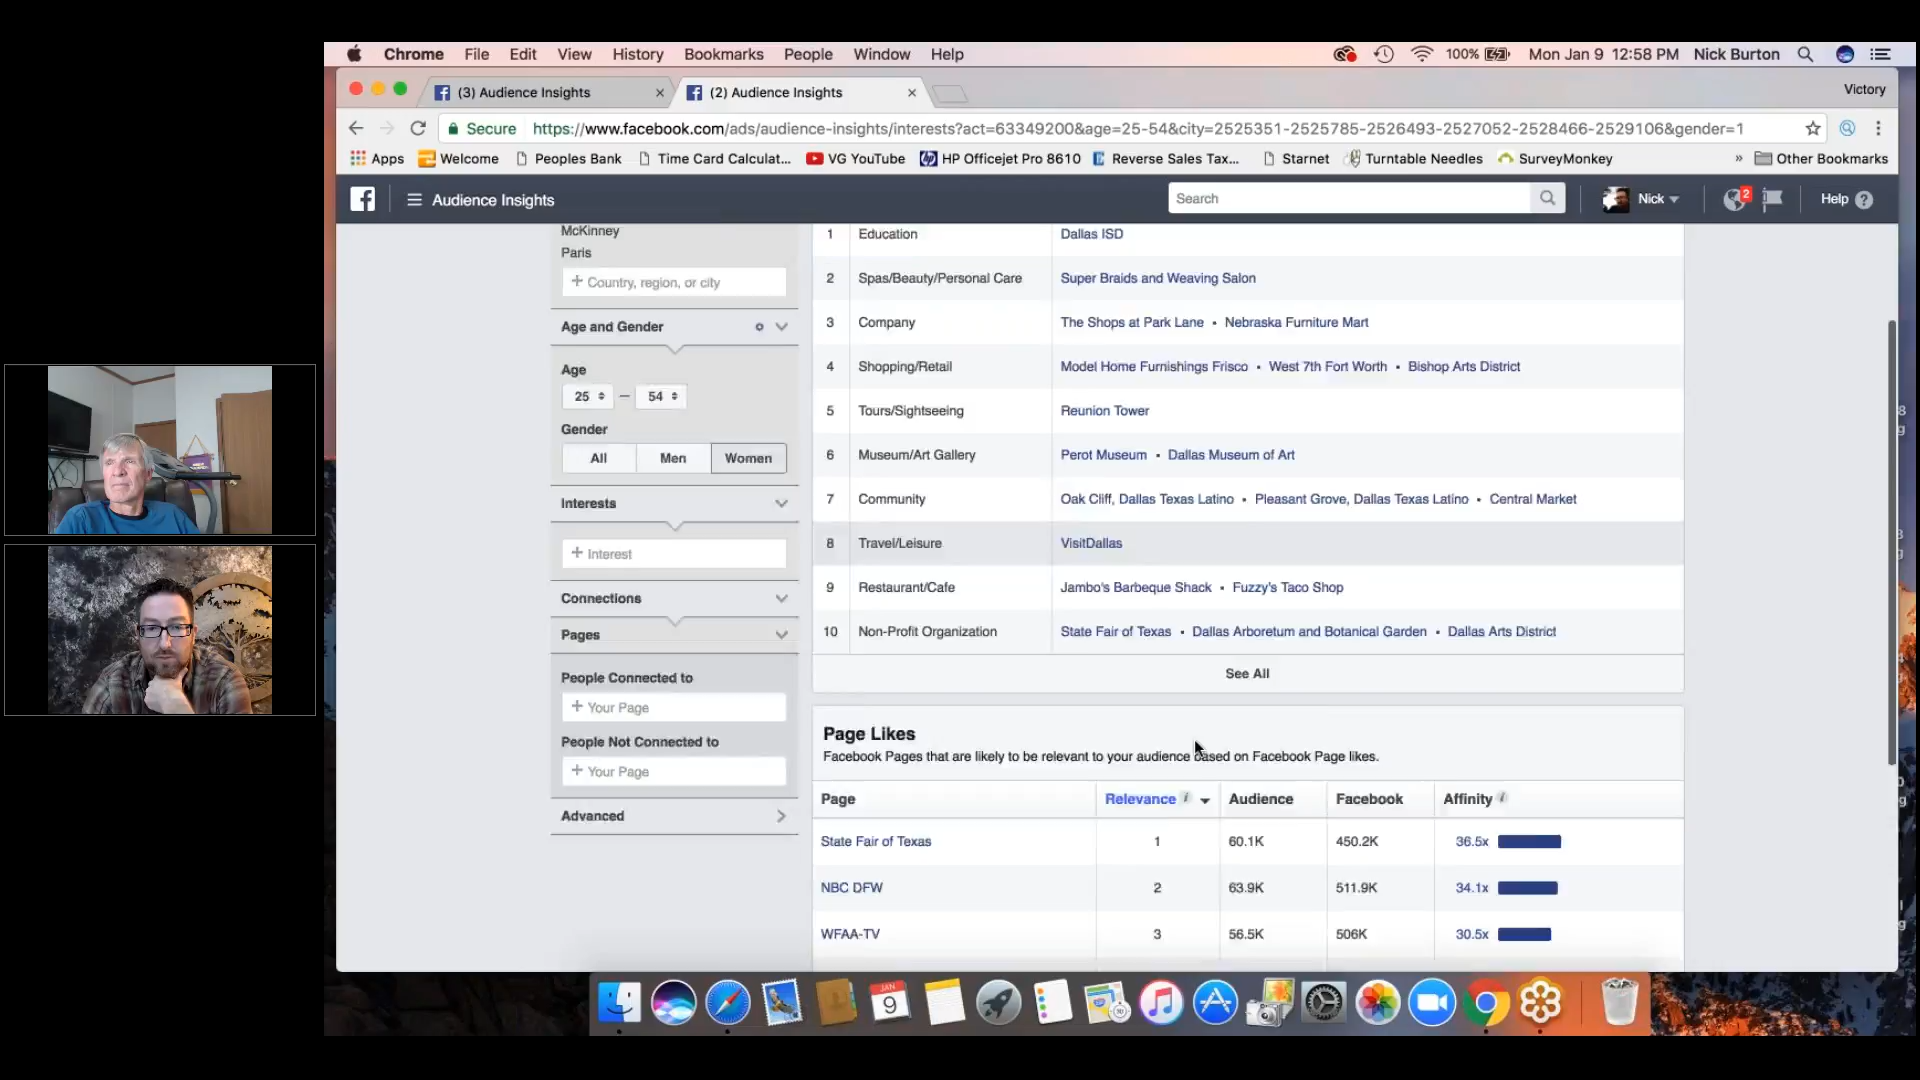 Chrome File Edit View History Bookmarks People Window Help 100% Mon Jan 9 12:58 PM Nick Burton
(3) Audience Insights × (2) Audience Insights × Victory
Secure https://www.facebook.com/ads/audience-insights/interests?act=63349200&age=25-54&city=2525351-2525785-2526493-2527052-2528466-2529106&gender=1
Apps Welcome Peoples Bank Time Card Calculat... VG YouTube HP Officejet Pro 8610 Reverse Sales Tax... Starnet Turntable Needles SurveyMonkey » Other Bookmarks
Audience Insights Search Nick 2 Help ?
McKinney
Paris
+ Country, region, or city
Age and Gender
Age
25 — 54
Gender
All Men Women
Interests
+ Interest
Connections
Pages
People Connected to
+ Your Page
People Not Connected to
+ Your Page
Advanced
1 Education Dallas ISD
2 Spas/Beauty/Personal Care Super Braids and Weaving Salon
3 Company The Shops at Park Lane • Nebraska Furniture Mart
4 Shopping/Retail Model Home Furnishings Frisco • West 7th Fort Worth • Bishop Arts District
5 Tours/Sightseeing Reunion Tower
6 Museum/Art Gallery Perot Museum • Dallas Museum of Art
7 Community Oak Cliff, Dallas Texas Latino • Pleasant Grove, Dallas Texas Latino • Central Market
8 Travel/Leisure VisitDallas
9 Restaurant/Cafe Jambo's Barbeque Shack • Fuzzy's Taco Shop
10 Non-Profit Organization State Fair of Texas • Dallas Arboretum and Botanical Garden • Dallas Arts District
See All
Page Likes
Facebook Pages that are likely to be relevant to your audience based on Facebook Page likes.
Page Relevance i Audience Facebook Affinity i
State Fair of Texas 1 60.1K 450.2K 36.5x
NBC DFW 2 63.9K 511.9K 34.1x
WFAA-TV 3 56.5K 506K 30.5x
JAN
9